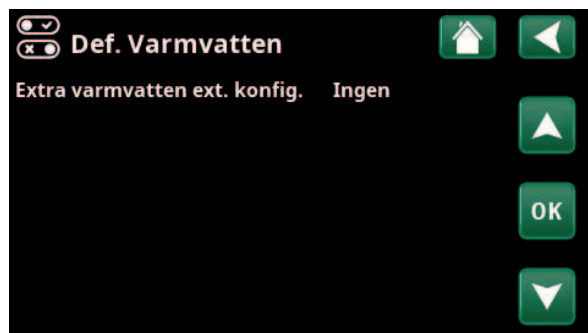 Def. Varmvatten
Extra varmvatten ext. konfig. Ingen
OK